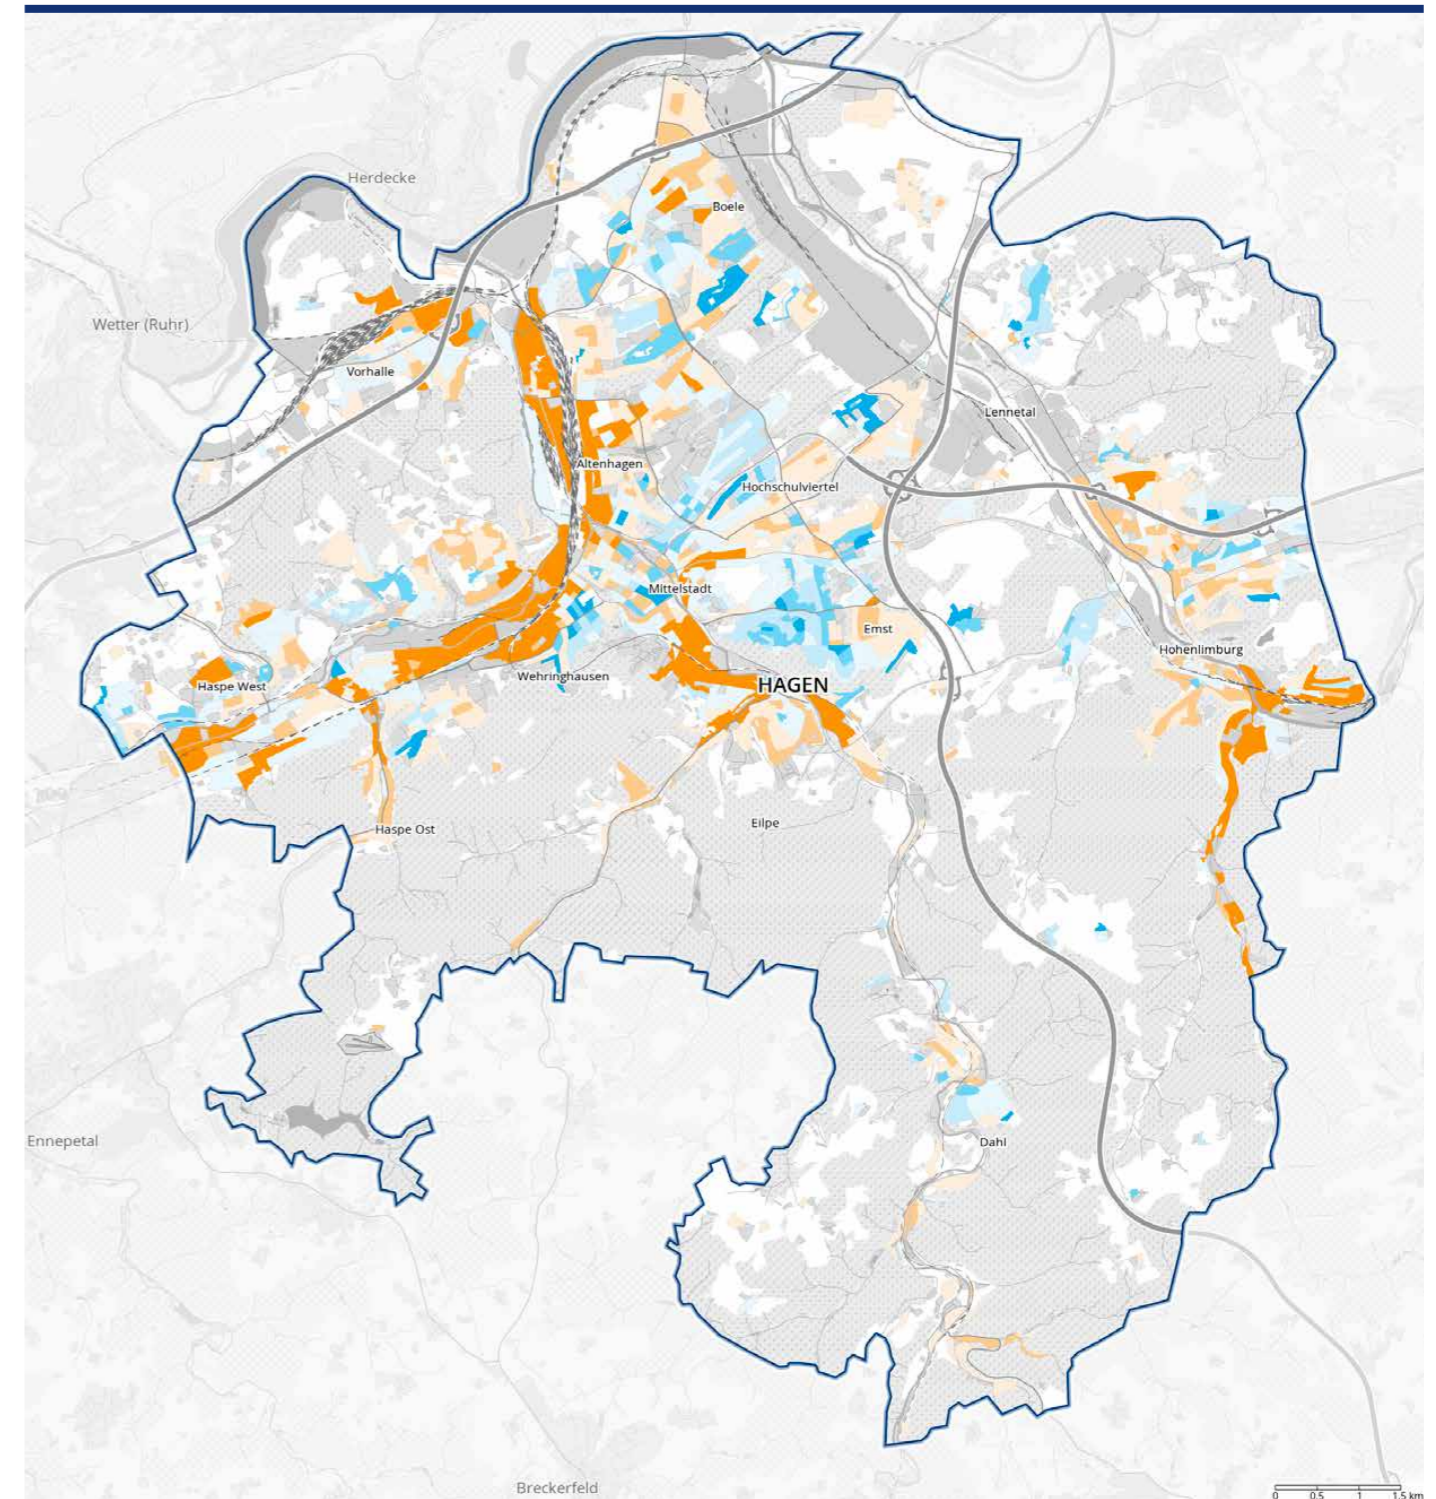 Herdecke
Boele
Wetter (Ruhr)
Vorhalle
Lennetal
Altenhagen
Hochschulviertel
Mittelstadt
Emst
Hohenlimburg
Wehringhausen
Haspe West
HAGEN
Eilpe
Haspe Ost
Ennepetal
Dahl
Breckerfeld
0 0.5 1 1.5 km